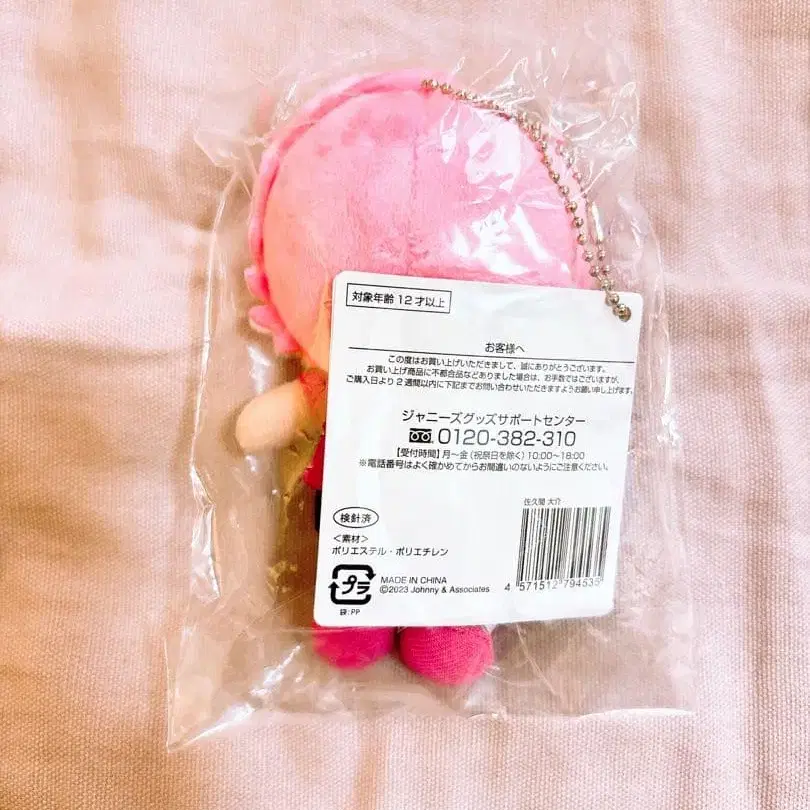 対象年齢 12才以上
お客様へ
この度はお買い上げいただきまして、誠にありがとうございます。
お買い上げ商品に不都合品などありました場合は、お手数ではございますが、
ご購入日より2週間以内に下記までお問い合わせいただきますようお願い申し上げます。
ジャニーズグッズサポートセンター
0120-382-310
【受付時間】月～金 (祝祭日を除く) 10:00～18:00
※電話番号はよく確かめてからお間違いのないようにご注意ください。
検針済
＜素材＞
ポリエステル・ポリエチレン
プラ
袋:PP
MADE IN CHINA
©2023 Johnny & Associates
佐久間 大介
4 571512 794535